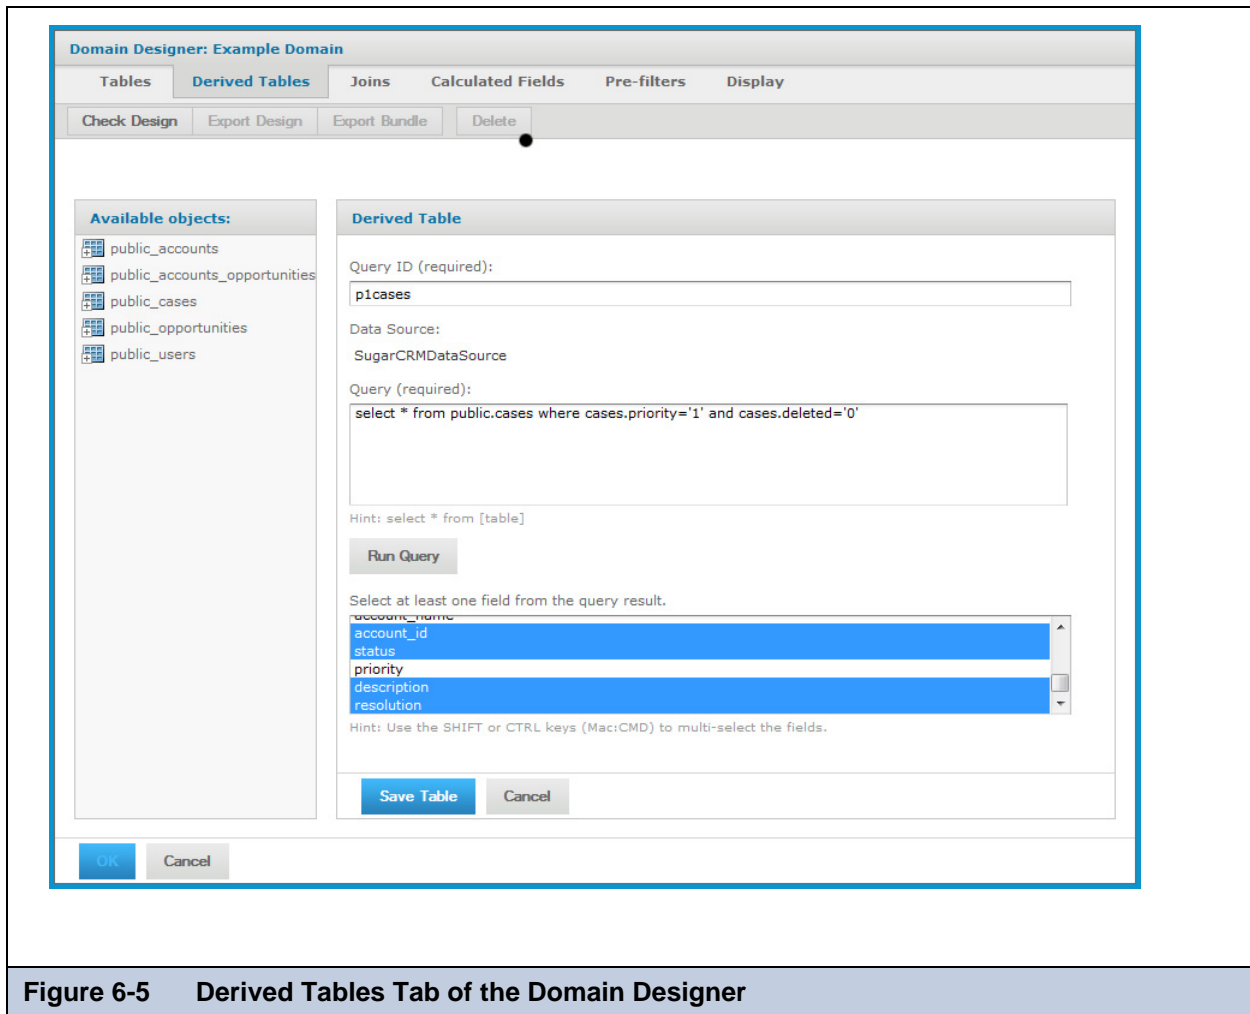 Domain Designer: Example Domain
Tables Derived Tables Joins Calculated Fields Pre-filters Display
Check Design Export Design Export Bundle Delete
Available objects:
public_accounts
public_accounts_opportunities
public_cases
public_opportunities
public_users
Derived Table
Query ID (required):
p1cases
Data Source:
SugarCRMDataSource
Query (required):
select * from public.cases where cases.priority='1' and cases.deleted='0'
Hint: select * from [table]
Run Query
Select at least one field from the query result.
account_name
account_id
status
priority
description
resolution
Hint: Use the SHIFT or CTRL keys (Mac:CMD) to multi-select the fields.
Save Table Cancel
OK Cancel
Figure 6-5 Derived Tables Tab of the Domain Designer